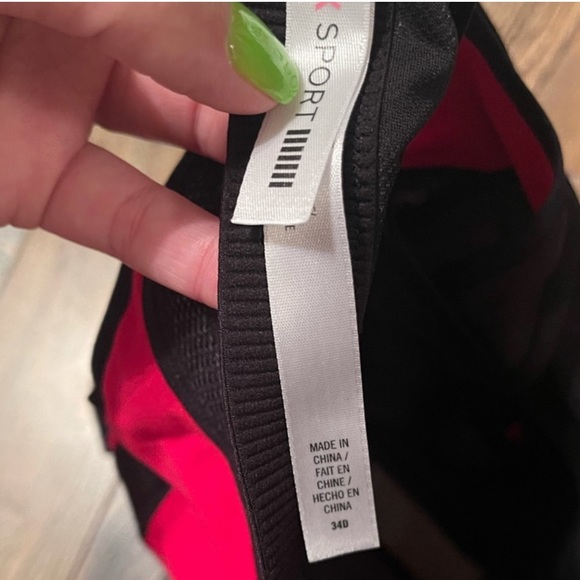 SPORT
MADE IN
CHINA /
FAIT EN
CHINE /
HECHO EN
CHINA
34D